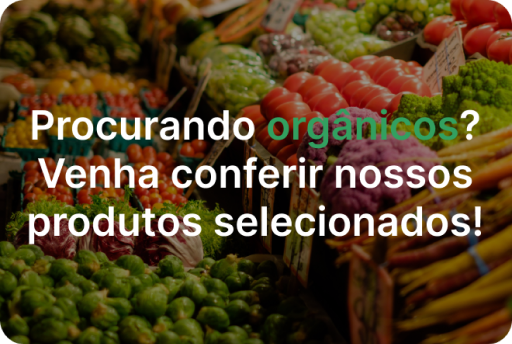 Procurando orgânicos?
Venha conferir nossos
produtos selecionados!